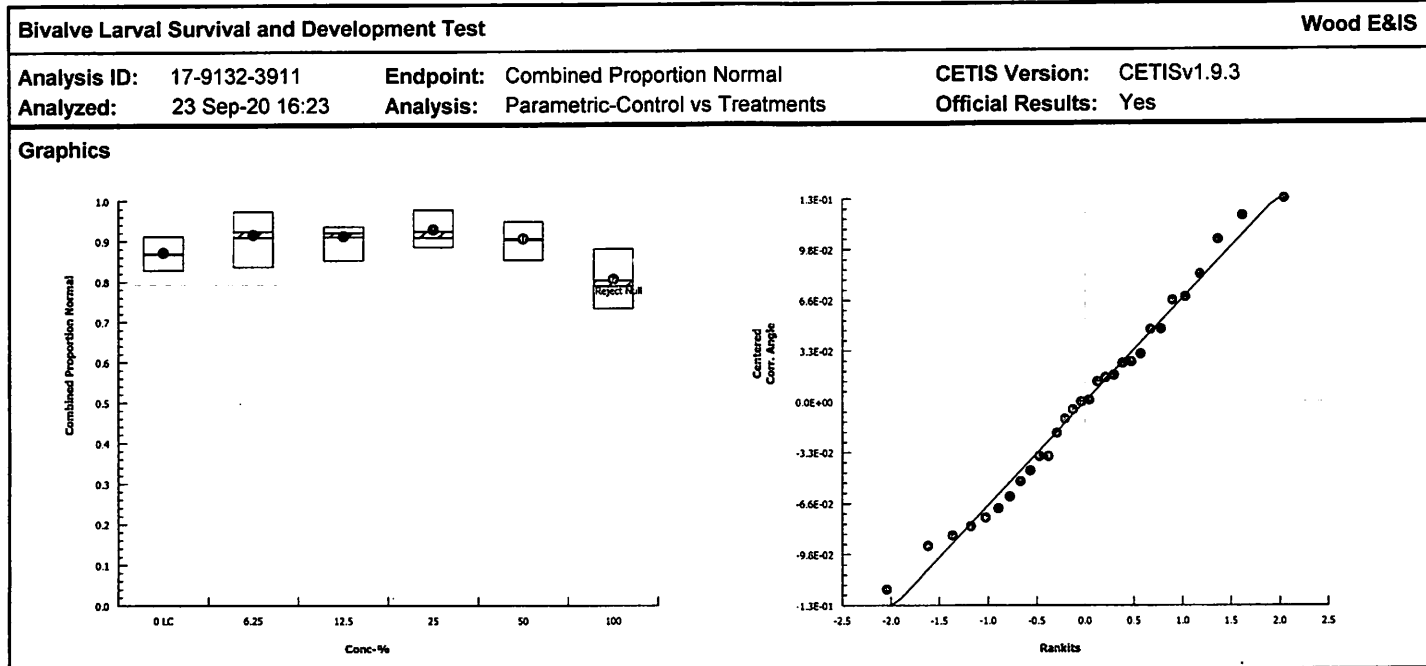 Bivalve Larval Survival and Development Test Wood E&IS
Analysis ID: 17-9132-3911 Endpoint: Combined Proportion Normal CETIS Version: CETISv1.9.3
Analyzed: 23 Sep-20 16:23 Analysis: Parametric-Control vs Treatments Official Results: Yes
Graphics
1.0
0.9
0.8
0.7
0.6
0.5
0.4
0.3
0.2
0.1
0.0
Combined Proportion Normal
Reject Null
0 LC 6.25 12.5 25 50 100
Conc-%
1.3E-01
9.8E-02
6.6E-02
3.3E-02
0.0E+00
-3.3E-02
-6.6E-02
-9.8E-02
-1.3E-01
Centered
Corr. Angle
-2.5 -2.0 -1.5 -1.0 -0.5 0.0 0.5 1.0 1.5 2.0 2.5
Rankits